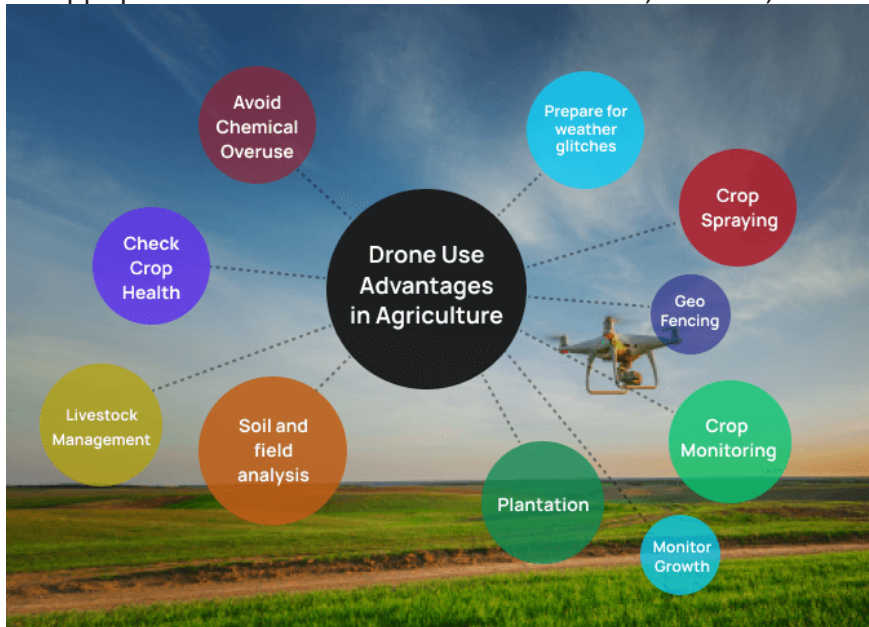 Avoid
Chemical
Overuse
Prepare for
weather
glitches
Crop
Spraying
Check
Crop
Health
Drone Use
Advantages
in Agriculture
Geo
Fencing
Livestock
Management
Soil and
field
analysis
Crop
Monitoring
Plantation
Monitor
Growth